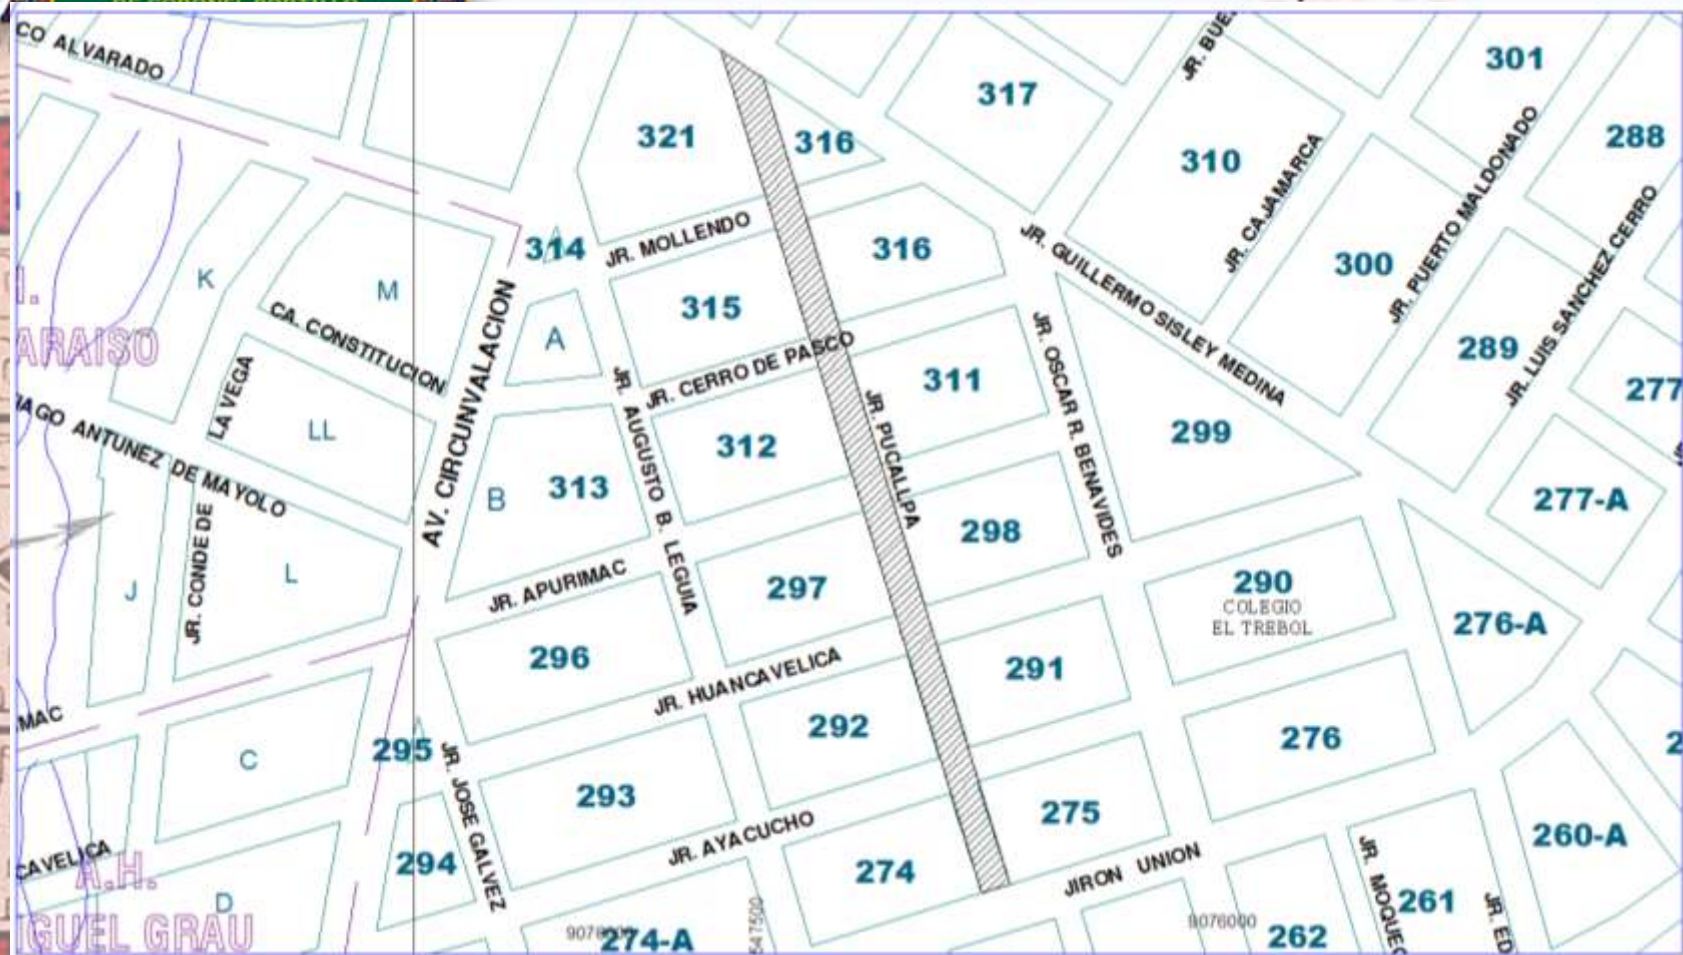 CO ALVARADO
JR. BUE
301
317
288
321
316
310
JR. CAJAMARCA
JR. PUERTO MALDONADO
314
JR. MOLLENDO
316
JR. GUILLERMO SISLEY MEDINA
300
JR. LUIS SANCHEZ CERRO
K
M
315
CA. CONSTITUCION
ARAISO
A
JR. CERRO DE PASCO
289
AV. CIRCUNVALACION
JR. AUGUSTO B. LEGUIA
311
JR. OSCAR R. BENAVIDES
277
LA VEGA
LL
JR. PUCALLPA
299
IAGO ANTUNEZ DE MAYOLO
312
B
313
277-A
298
JR. CONDE DE
L
J
JR. APURIMAC
297
290
COLEGIO
EL TREBOL
276-A
296
291
JR. HUANCAVELICA
MAC
292
276
295
C
JR. JOSE GALVEZ
293
275
JR. AYACUCHO
260-A
CAVELICA
294
274
JIRON UNION
A.H.
JR. MOQUEG
261
JR. ED
D
IGUEL GRAU
274-A
547500
9076000
262